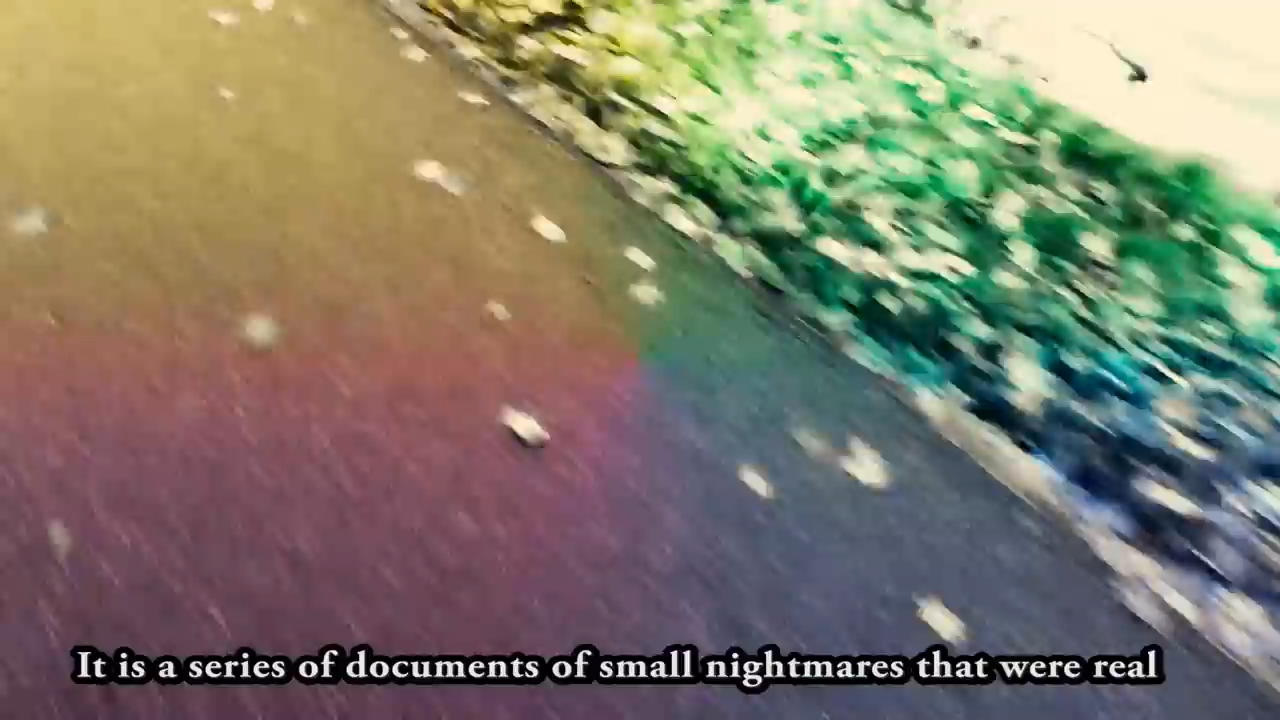 It is a series of documents of small nightmares that were real